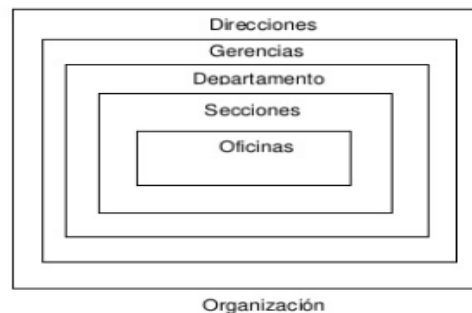 Direcciones
Gerencias
Departamento
Secciones
Oficinas
Organización